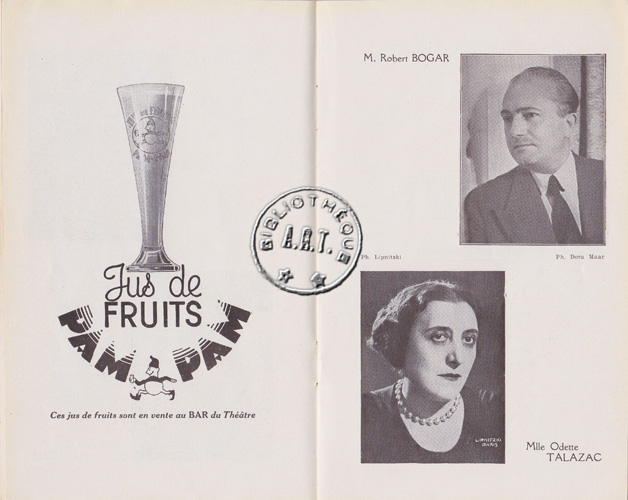 Jus de
FRUITS
PAM PAM
Ces jus de fruits sont en vente au BAR du Théâtre
BIBLIOTHÈQUE
A.R.T.
M. Robert BOGAR
Ph. Lipnitzki
Ph. Dora Maar
LIPNITZKI
PARIS
Mlle Odette
TALAZAC